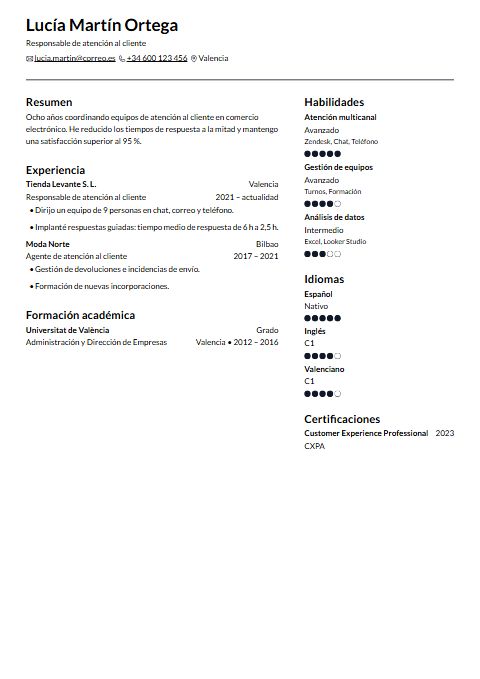 Lucía Martín Ortega
Responsable de atención al cliente
lucia.martin@correo.es +34 600 123 456 Valencia
Resumen
Ocho años coordinando equipos de atención al cliente en comercio
electrónico. He reducido los tiempos de respuesta a la mitad y mantengo
una satisfacción superior al 95 %.
Experiencia
Tienda Levante S. L. Valencia
Responsable de atención al cliente 2021 – actualidad
• Dirijo un equipo de 9 personas en chat, correo y teléfono.
• Implanté respuestas guiadas: tiempo medio de respuesta de 6 h a 2,5 h.
Moda Norte Bilbao
Agente de atención al cliente 2017 – 2021
• Gestión de devoluciones e incidencias de envío.
• Formación de nuevas incorporaciones.
Formación académica
Universitat de València Grado
Administración y Dirección de Empresas Valencia • 2012 – 2016
Habilidades
Atención multicanal
Avanzado
Zendesk, Chat, Teléfono
Gestión de equipos
Avanzado
Turnos, Formación
Análisis de datos
Intermedio
Excel, Looker Studio
Idiomas
Español
Nativo
Inglés
C1
Valenciano
C1
Certificaciones
Customer Experience Professional 2023
CXPA